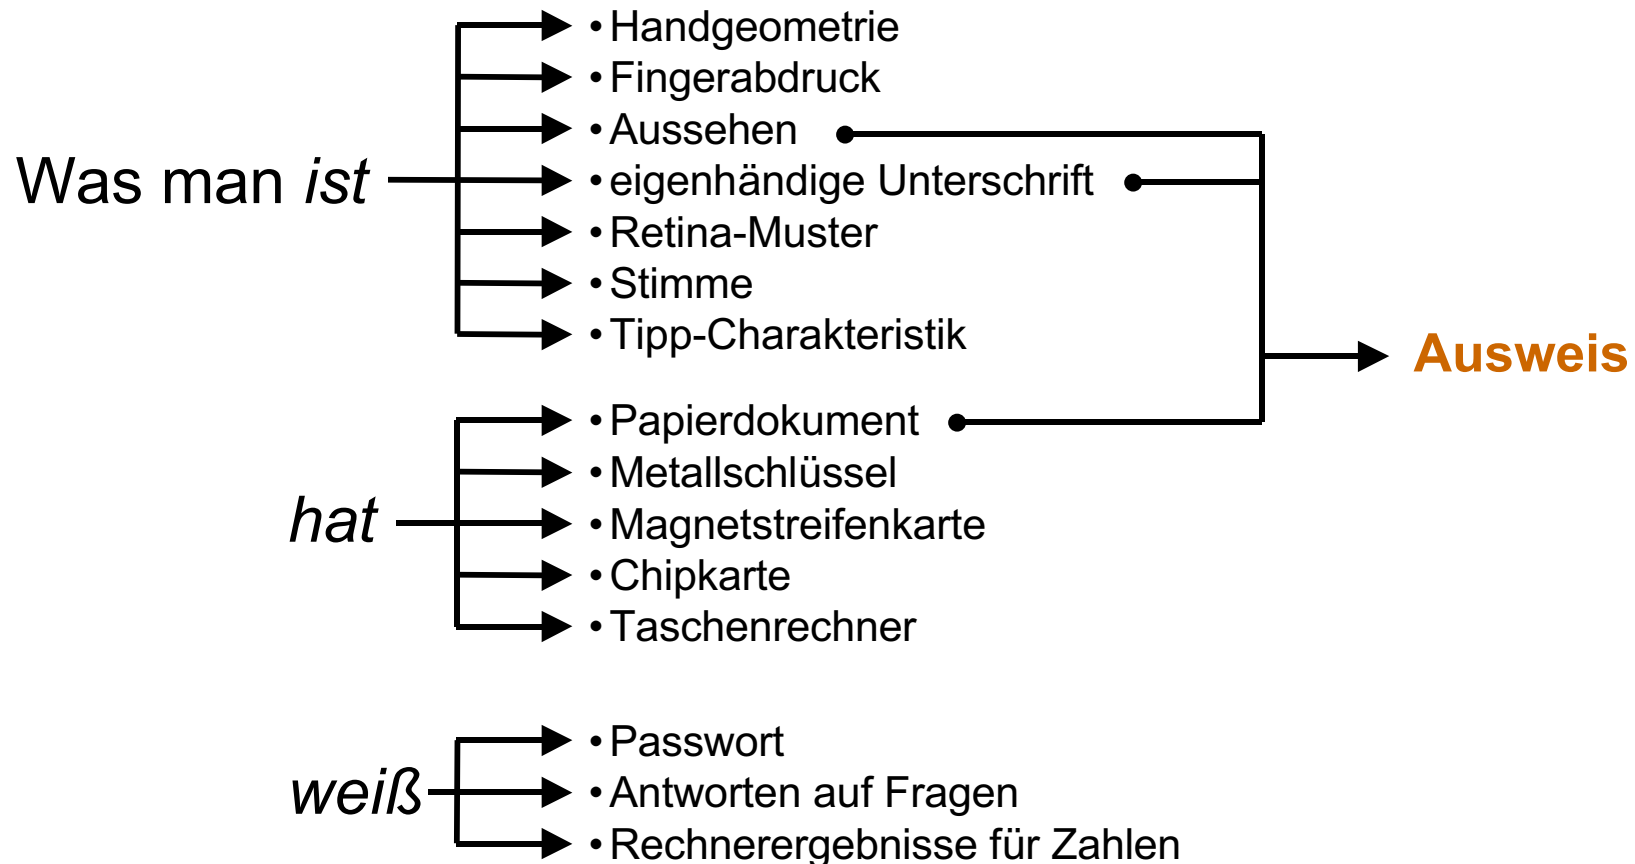 • Handgeometrie
• Fingerabdruck
• Aussehen
Was man ist
• eigenhändige Unterschrift
• Retina-Muster
• Stimme
• Tipp-Charakteristik
Ausweis
• Papierdokument
• Metallschlüssel
hat
• Magnetstreifenkarte
• Chipkarte
• Taschenrechner
• Passwort
weiß
• Antworten auf Fragen
• Rechnerergebnisse für Zahlen